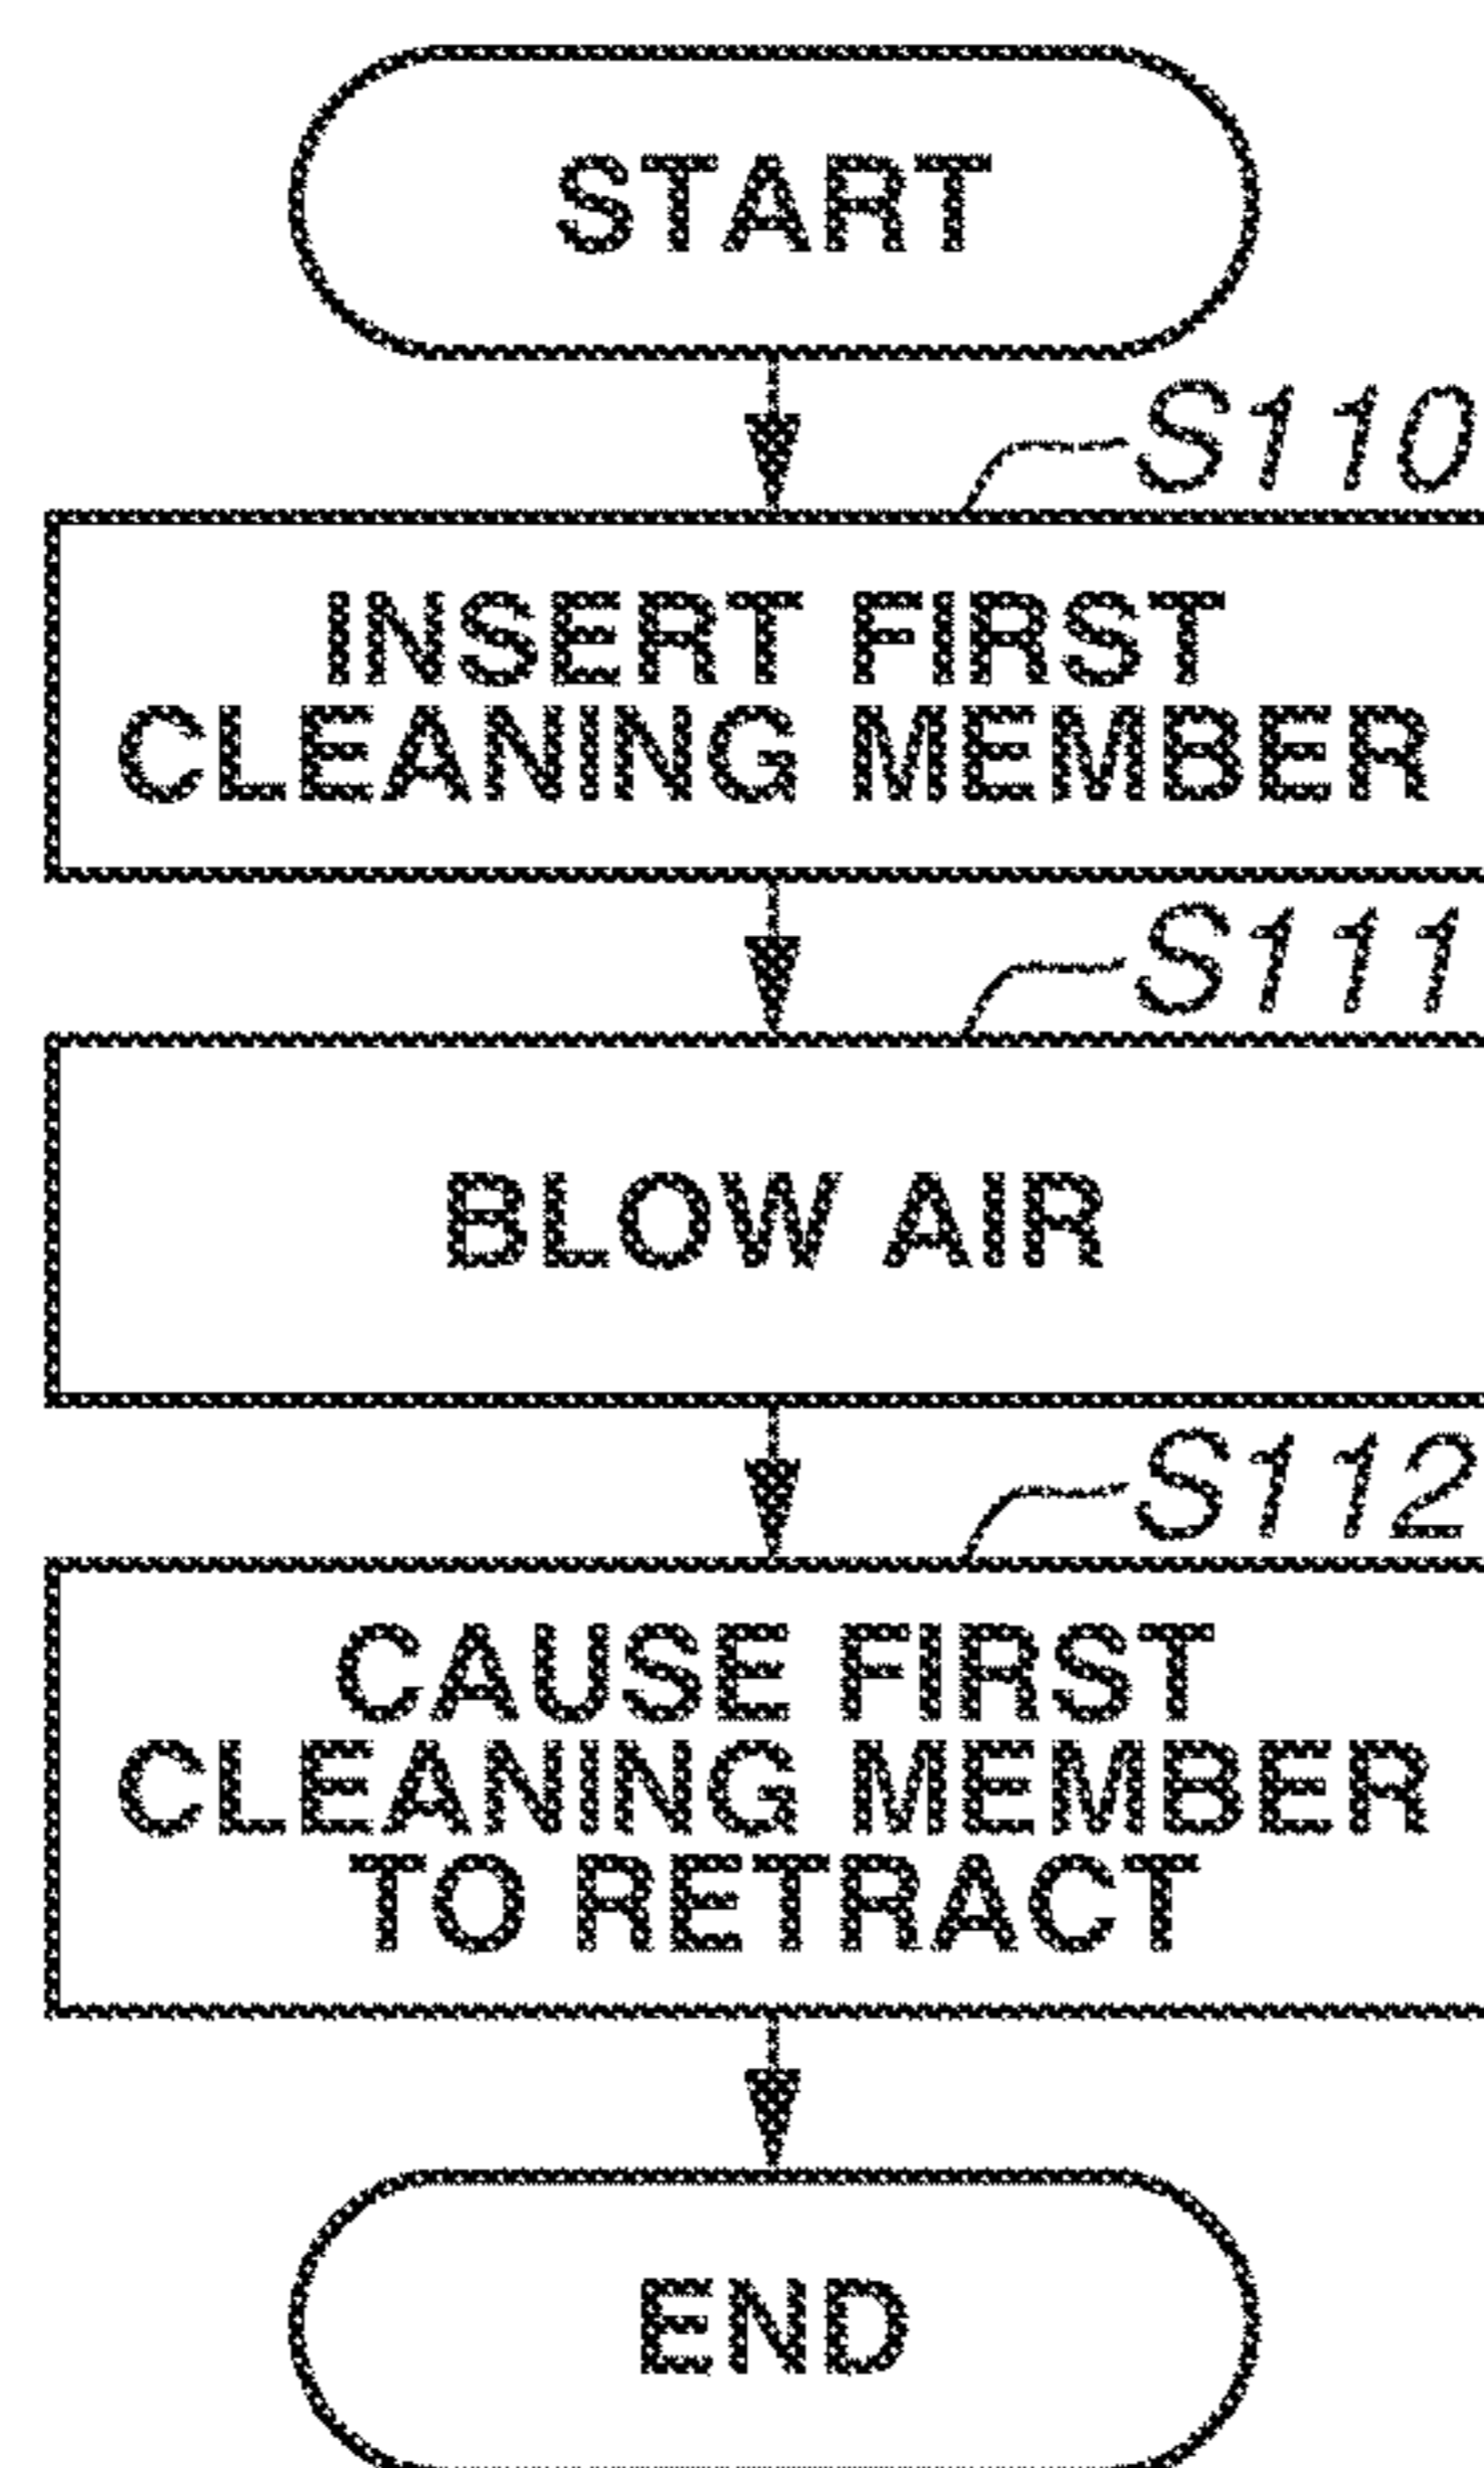 START
S110
INSERT FIRST
CLEANING MEMBER
S111
BLOW AIR
S112
CAUSE FIRST
CLEANING MEMBER
TO RETRACT
END